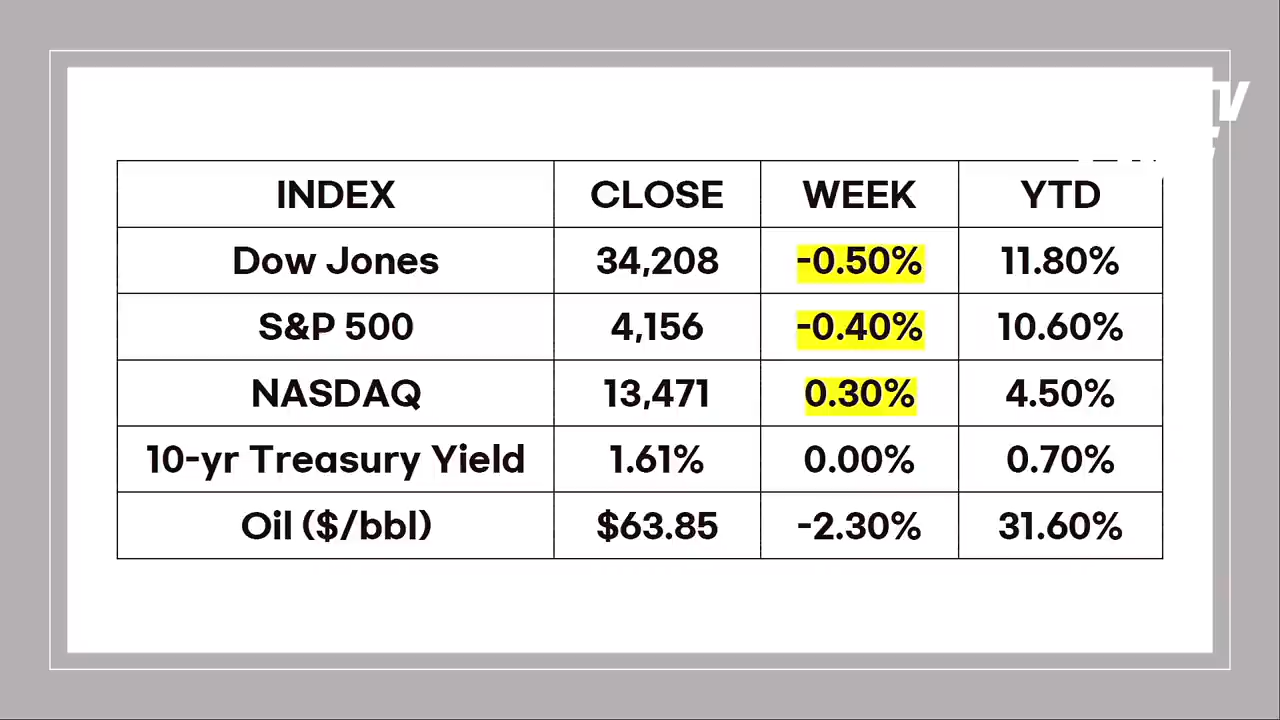 INDEX CLOSE WEEK YTD
Dow Jones 34,208 -0.50% 11.80%
S&P 500 4,156 -0.40% 10.60%
NASDAQ 13,471 0.30% 4.50%
10-yr Treasury Yield 1.61% 0.00% 0.70%
Oil ($/bbl) $63.85 -2.30% 31.60%